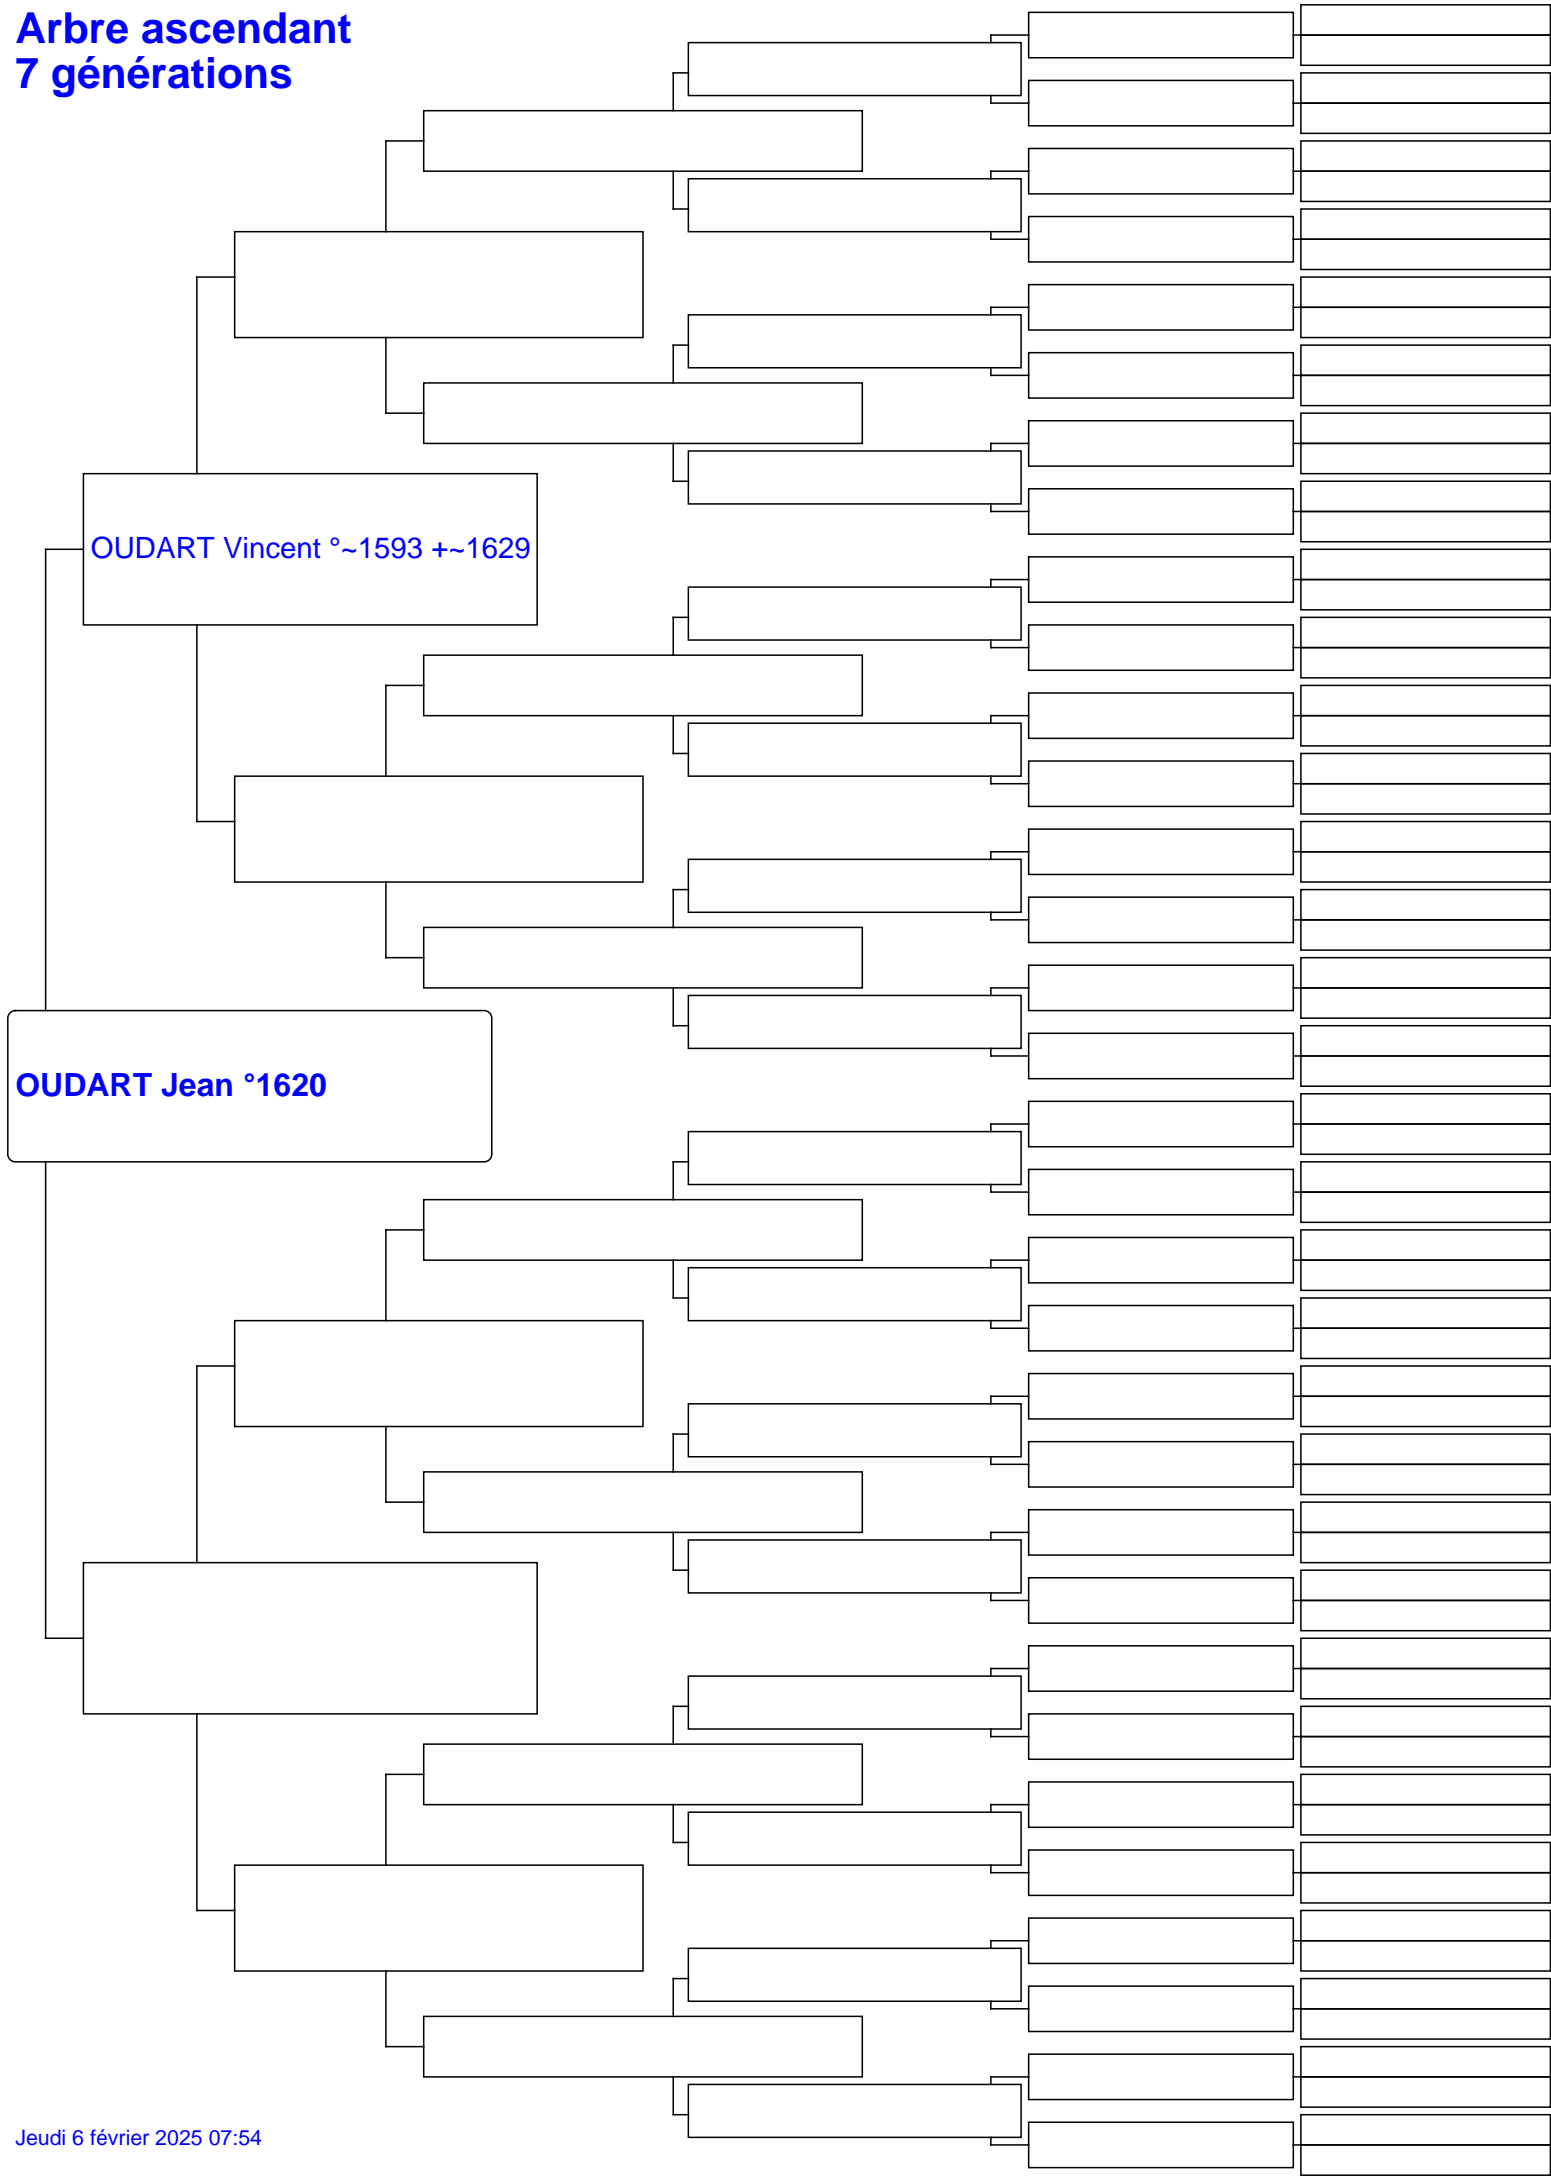 Arbre ascendant
7 générations
OUDART Vincent °~1593 +~1629
OUDART Jean °1620
Jeudi 6 février 2025 07:54